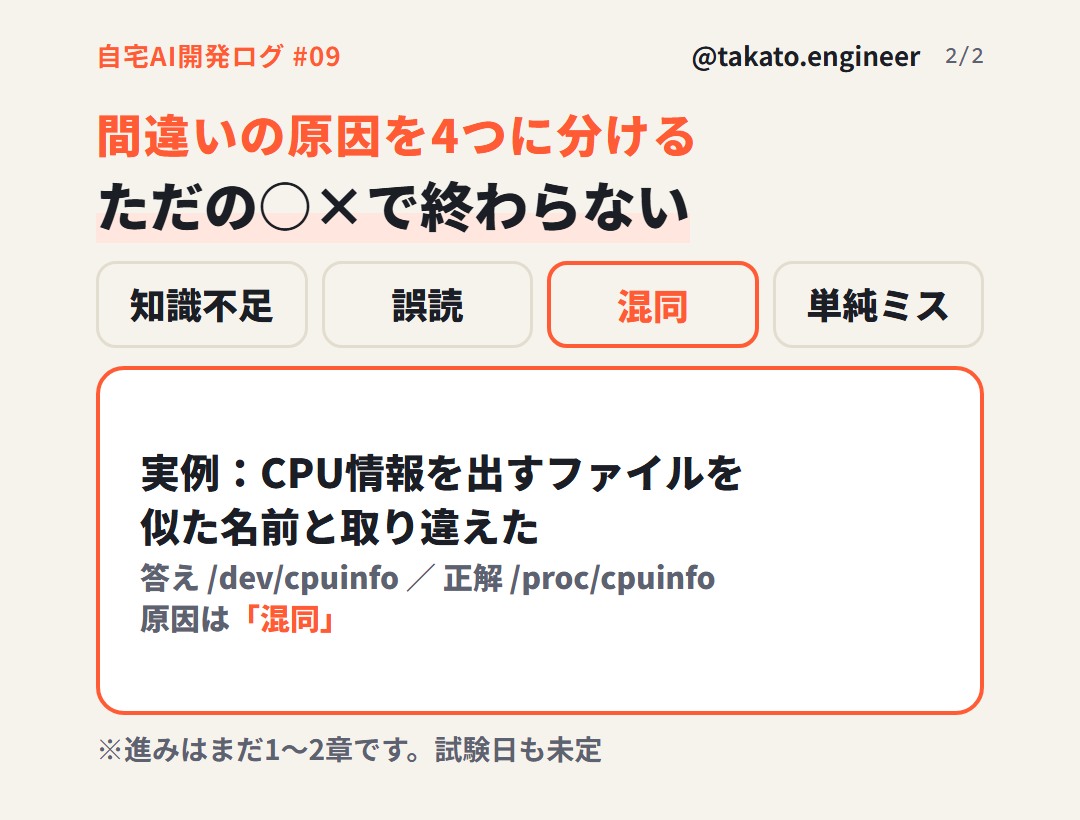 自宅AI開発ログ #09
@takato.engineer 2/2
間違いの原因を4つに分ける
ただの○×で終わらない
知識不足
誤読
混同
単純ミス
実例：CPU情報を出すファイルを
似た名前と取り違えた
答え /dev/cpuinfo ／ 正解 /proc/cpuinfo
原因は「混同」
※進みはまだ1〜2章です。試験日も未定